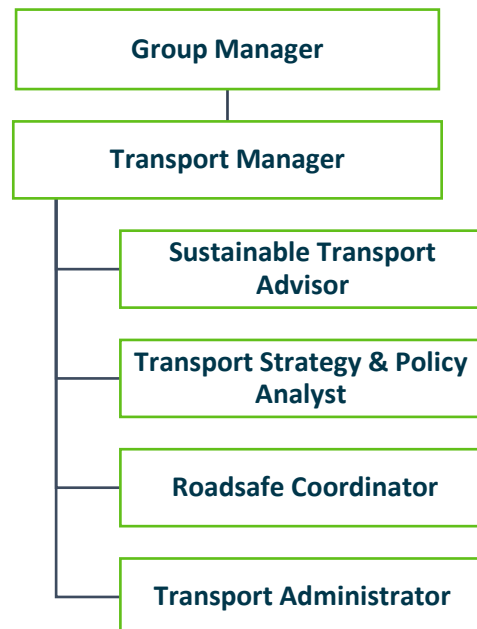 Group Manager
Transport Manager
Sustainable Transport
Advisor
Transport Strategy & Policy
Analyst
Roadsafe Coordinator
Transport Administrator